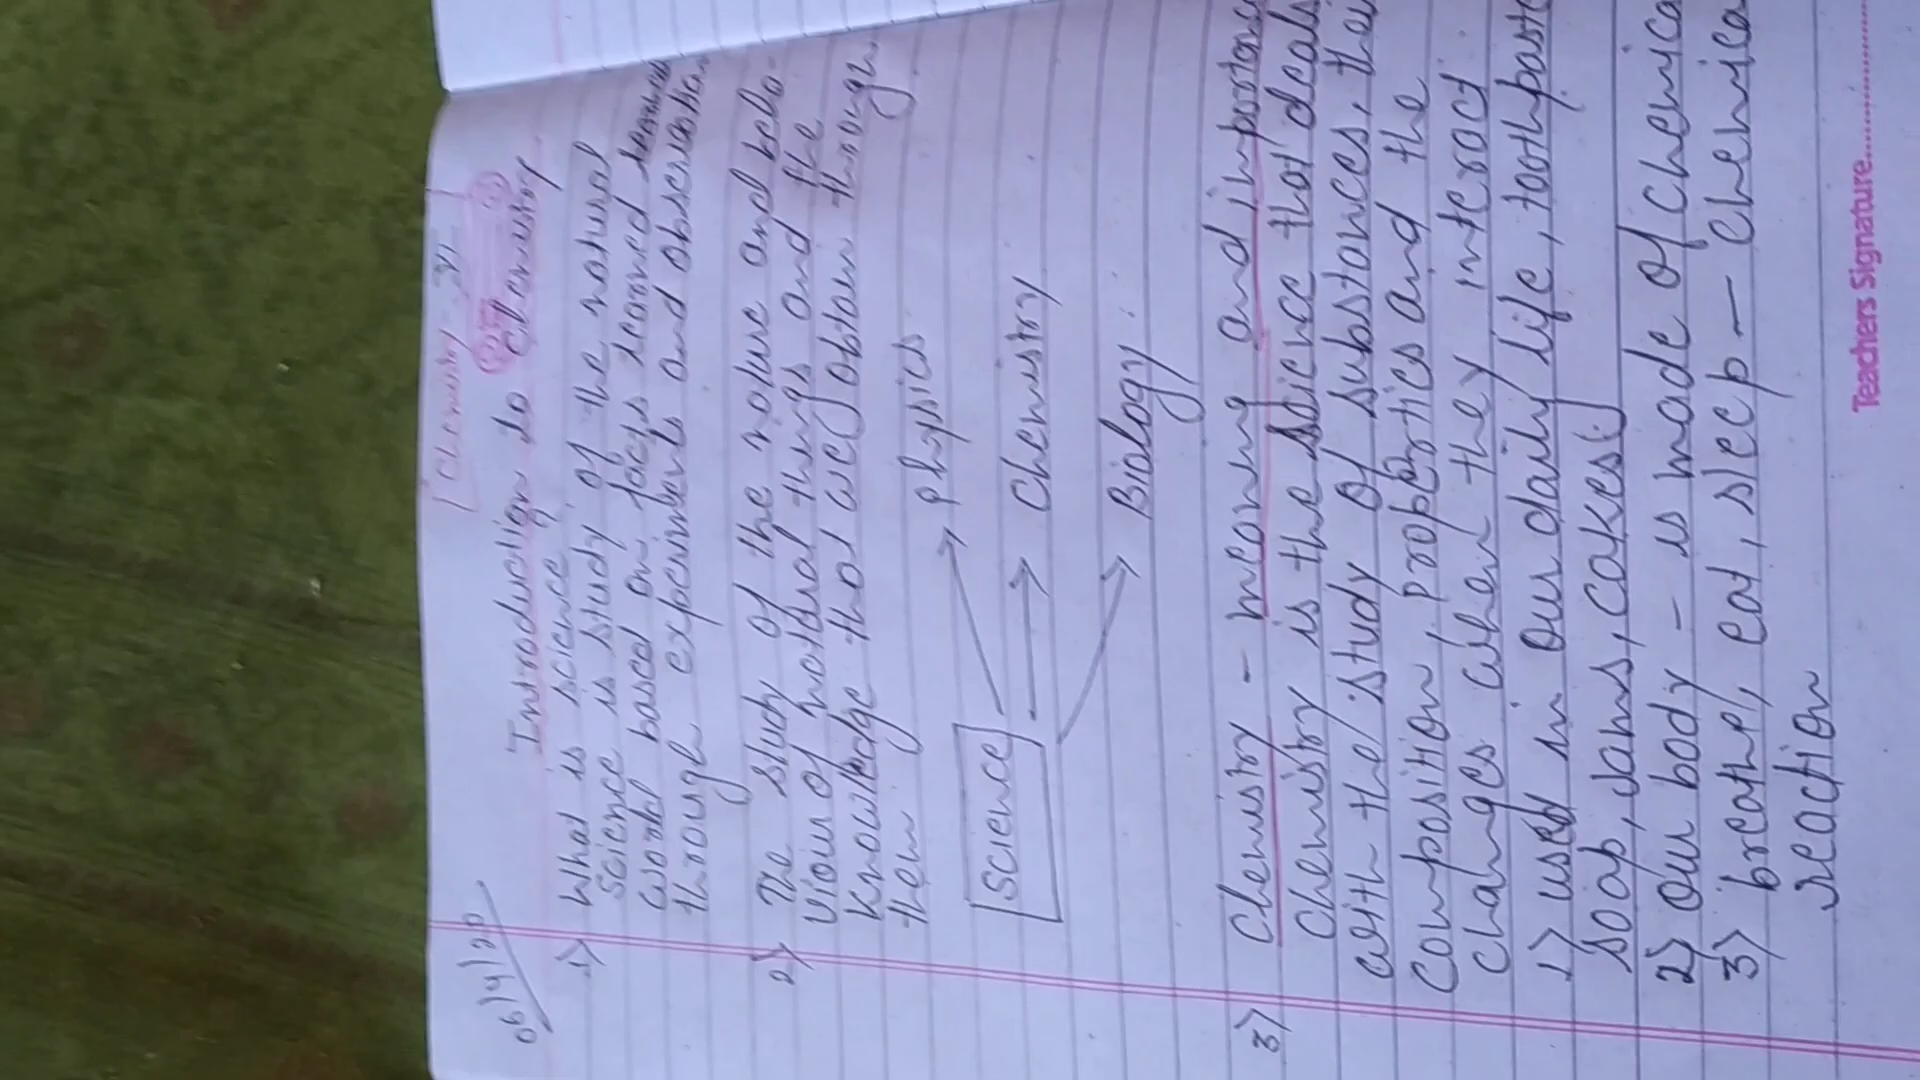 06/4/20
Chemistry
Introduction to chemistry
1) What is science
science is study of the natural
world based on facts learned
through experiments and observation
2) The study of the nature and beha-
viour of natural things and the
knowledge that we obtain through
them
Science
Physics
Chemistry
Biology
3) Chemistry - meaning and importance
Chemistry is the science that deals
with the study of substances, their
composition, properties and the
changes when they interact
1) used in our daily life, toothpaste
soap, Jams, cakes.
2) our body - is made of chemica
3) breathe, eat, sleep - chemica
reaction
Teachers Signature